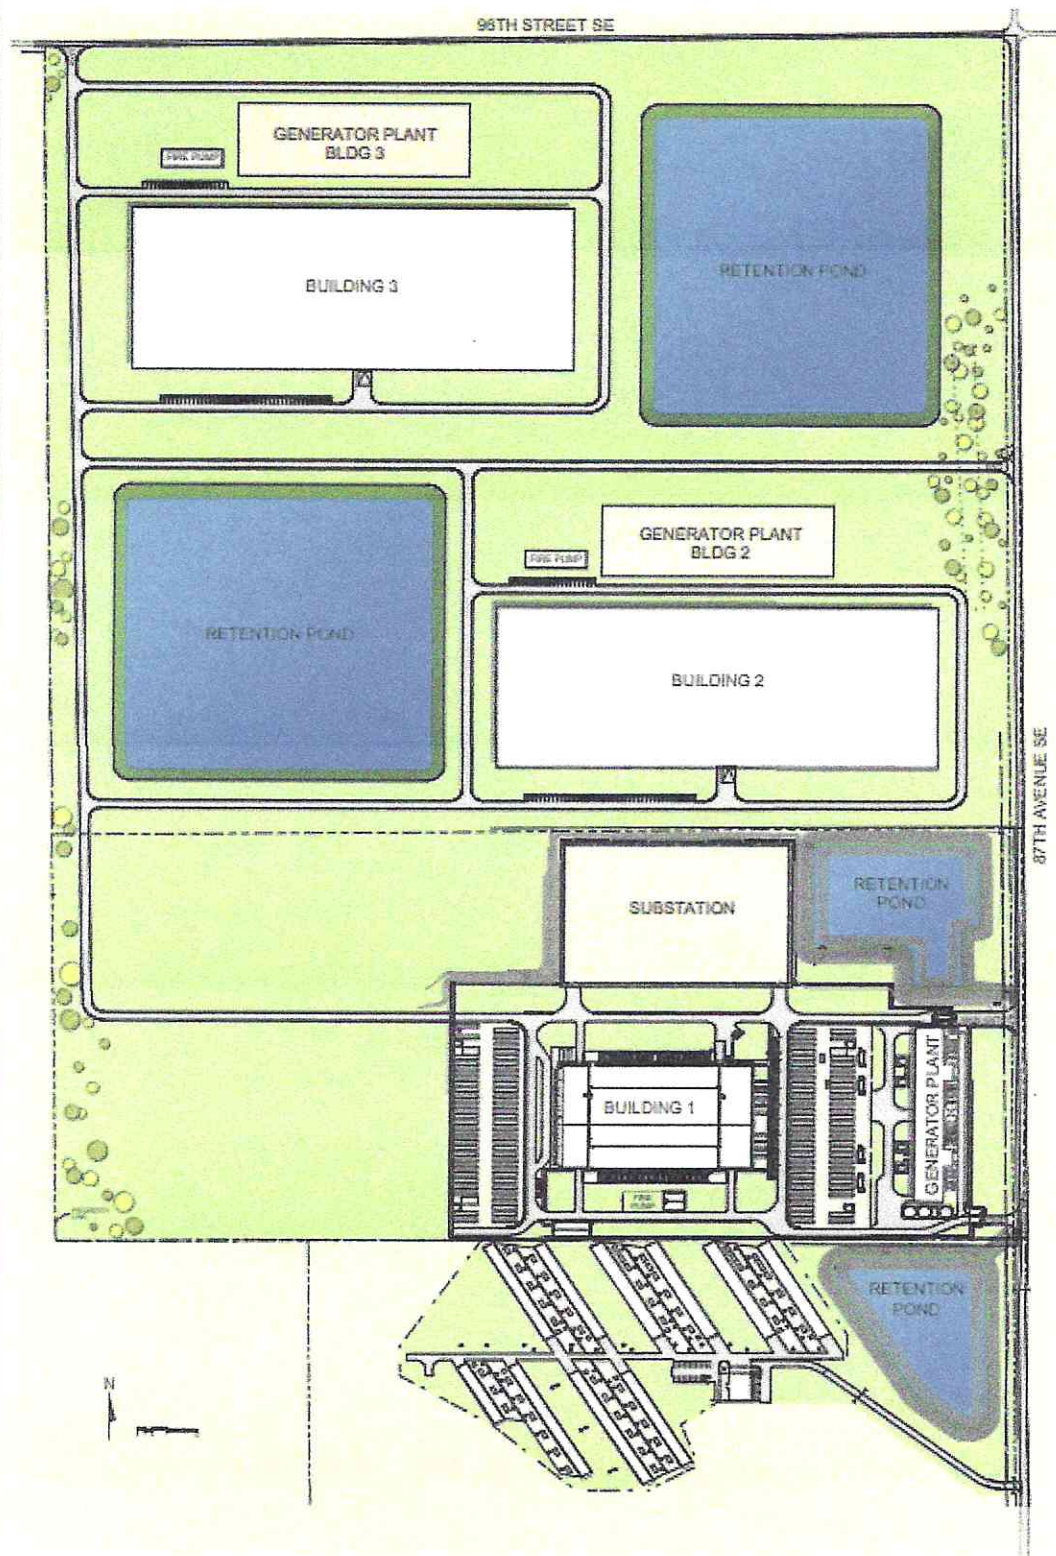 96TH STREET SE
GENERATOR PLANT
BLDG 3
FIRE PUMP
BUILDING 3
RETENTION POND
GENERATOR PLANT
BLDG 2
FIRE PUMP
RETENTION POND
BUILDING 2
87TH AVENUE SE
SUBSTATION
RETENTION
POND
BUILDING 1
GENERATOR PLANT
FIRE
PUMP
RETENTION
POND
N